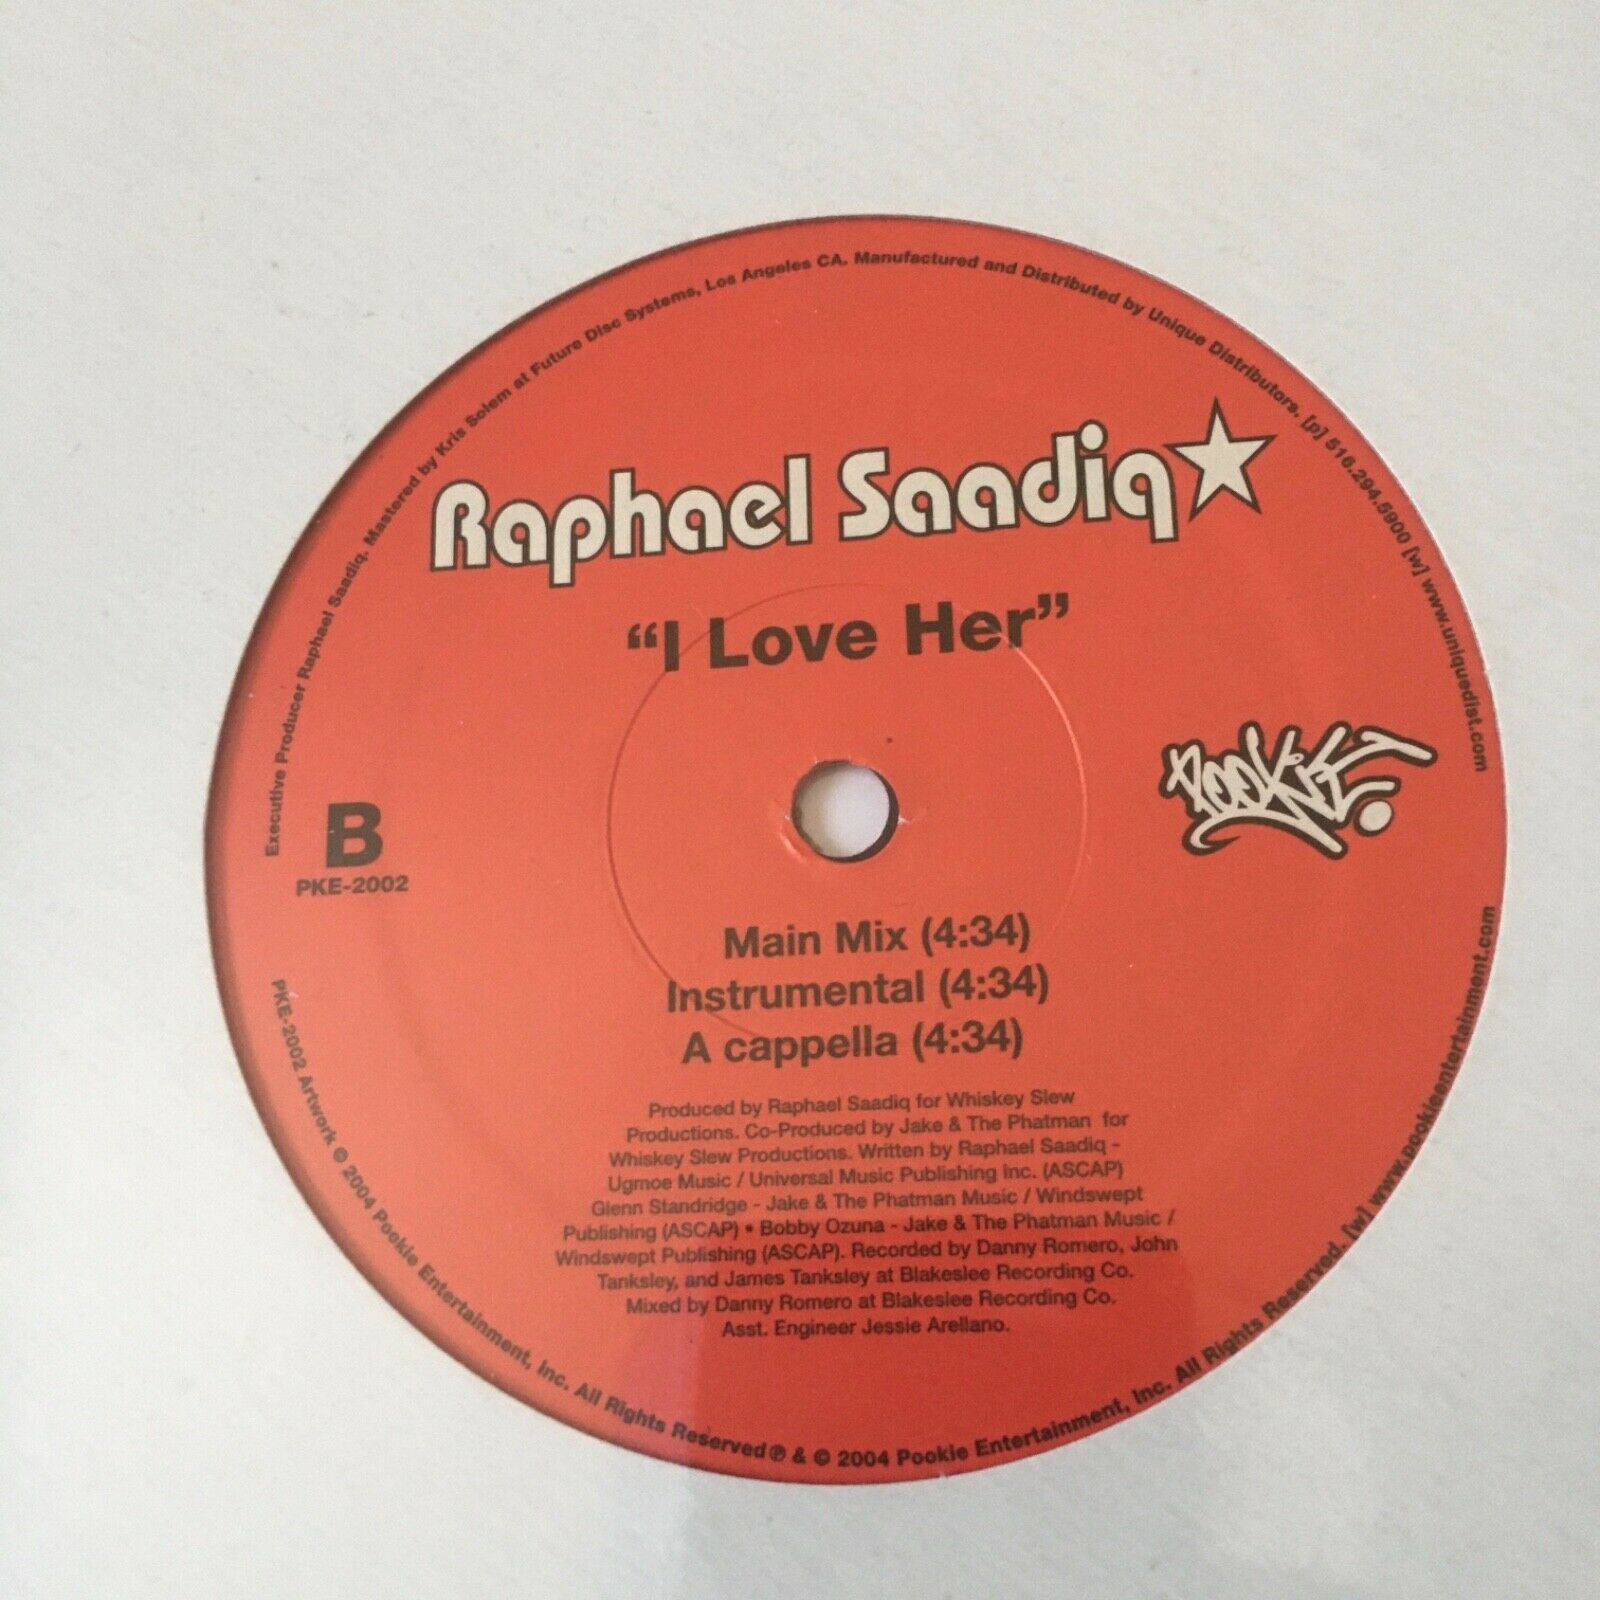 Executive Producer Raphael Saadiq. Mastered by Kris Solem at Future Disc Systems, Los Angeles CA. Manufactured and Distributed by Unique Distributors. [p] 516.294.5900 [w] www.uniquedist.com
Raphael Saadiq
“I Love Her”
POOKIE
B
PKE-2002
Main Mix (4:34)
Instrumental (4:34)
A cappella (4:34)
Produced by Raphael Saadiq for Whiskey Slew
Productions. Co-Produced by Jake & The Phatman for
Whiskey Slew Productions. Written by Raphael Saadiq -
Ugmoe Music / Universal Music Publishing Inc. (ASCAP)
Glenn Standridge - Jake & The Phatman Music / Windswept
Publishing (ASCAP) • Bobby Ozuna - Jake & The Phatman Music /
Windswept Publishing (ASCAP). Recorded by Danny Romero, John
Tanksley, and James Tanksley at Blakeslee Recording Co.
Mixed by Danny Romero at Blakeslee Recording Co.
Asst. Engineer Jessie Arellano.
PKE-2002 Artwork © 2004 Pookie Entertainment, Inc. All Rights Reserved ℗ & © 2004 Pookie Entertainment, Inc. All Rights Reserved. [w] www.pookieentertainment.com